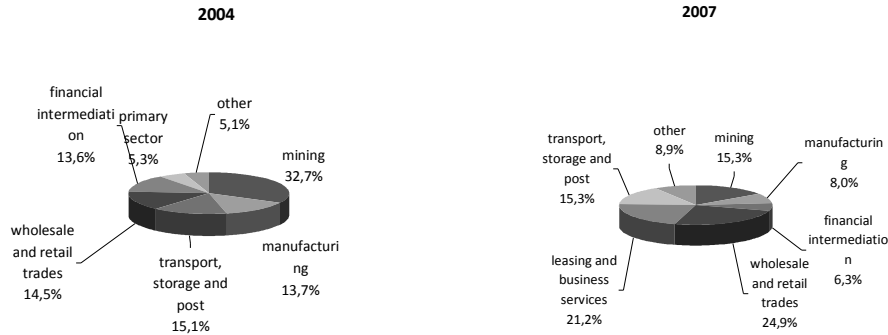 2004
financial
intermediati
on
13,6%
primary
sector
5,3%
other
5,1%
mining
32,7%
manufacturi
ng
13,7%
transport,
storage and
post
15,1%
wholesale
and retail
trades
14,5%
2007
transport,
storage and
post
15,3%
other
8,9%
mining
15,3%
manufacturin
g
8,0%
financial
intermediatio
n
6,3%
wholesale
and retail
trades
24,9%
leasing and
business
services
21,2%